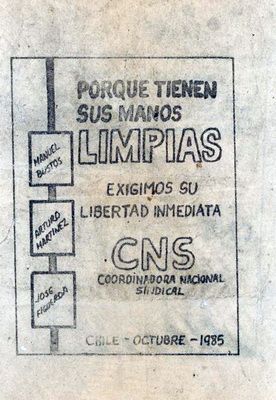 PORQUE TIENEN
SUS MANOS
LIMPIAS
EXIGIMOS SU
LIBERTAD INMEDIATA
CNS
COORDINADORA NACIONAL
SINDICAL
MANUEL
BUSTOS
ARTURO
MARTINEZ
JOSE
FIGUEROA
CHILE - OCTUBRE - 1985